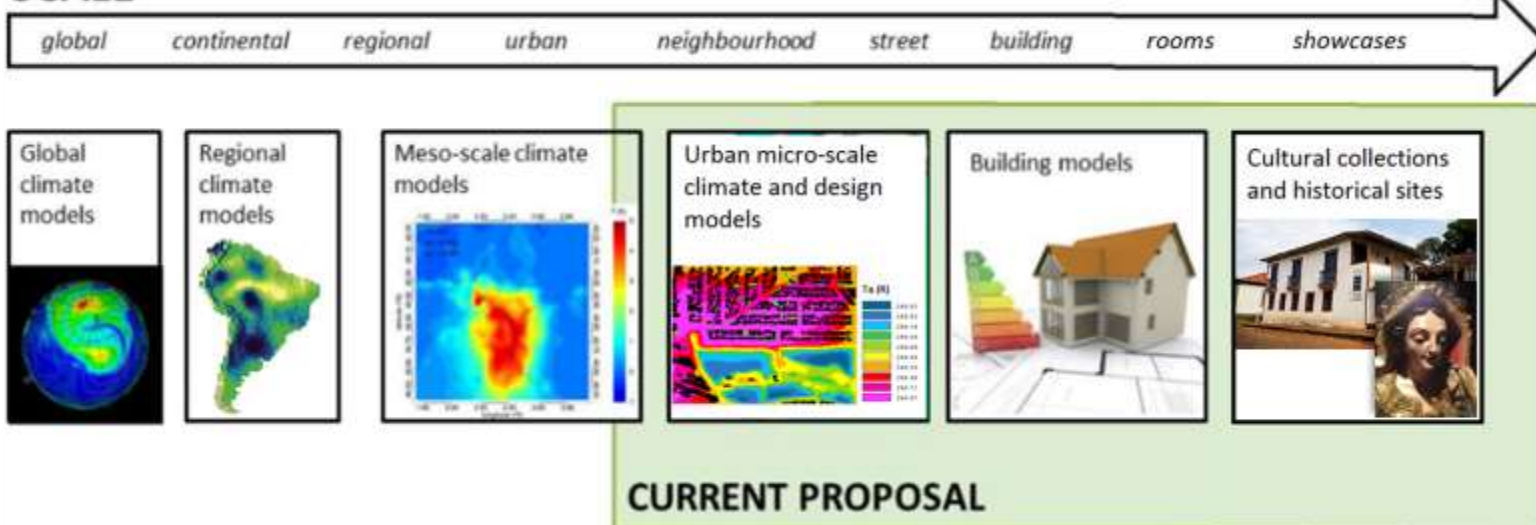 global continental regional urban neighbourhood street building rooms showcases
Global
climate
models
Regional
climate
models
Meso-scale climate
models
Urban micro-scale
climate and design
models
Ta (K)
Building models
Cultural collections
and historical sites
CURRENT PROPOSAL